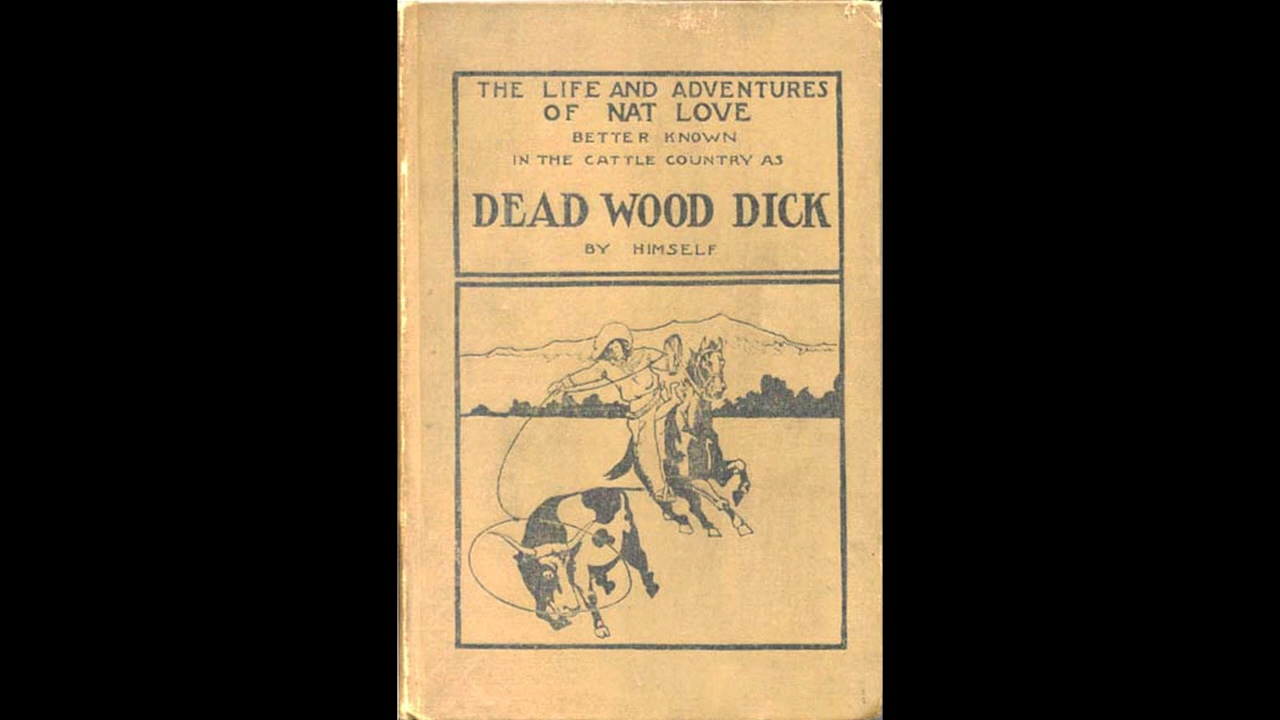 THE LIFE AND ADVENTURES
OF NAT LOVE
BETTER KNOWN
IN THE CATTLE COUNTRY AS
DEAD WOOD DICK
BY HIMSELF